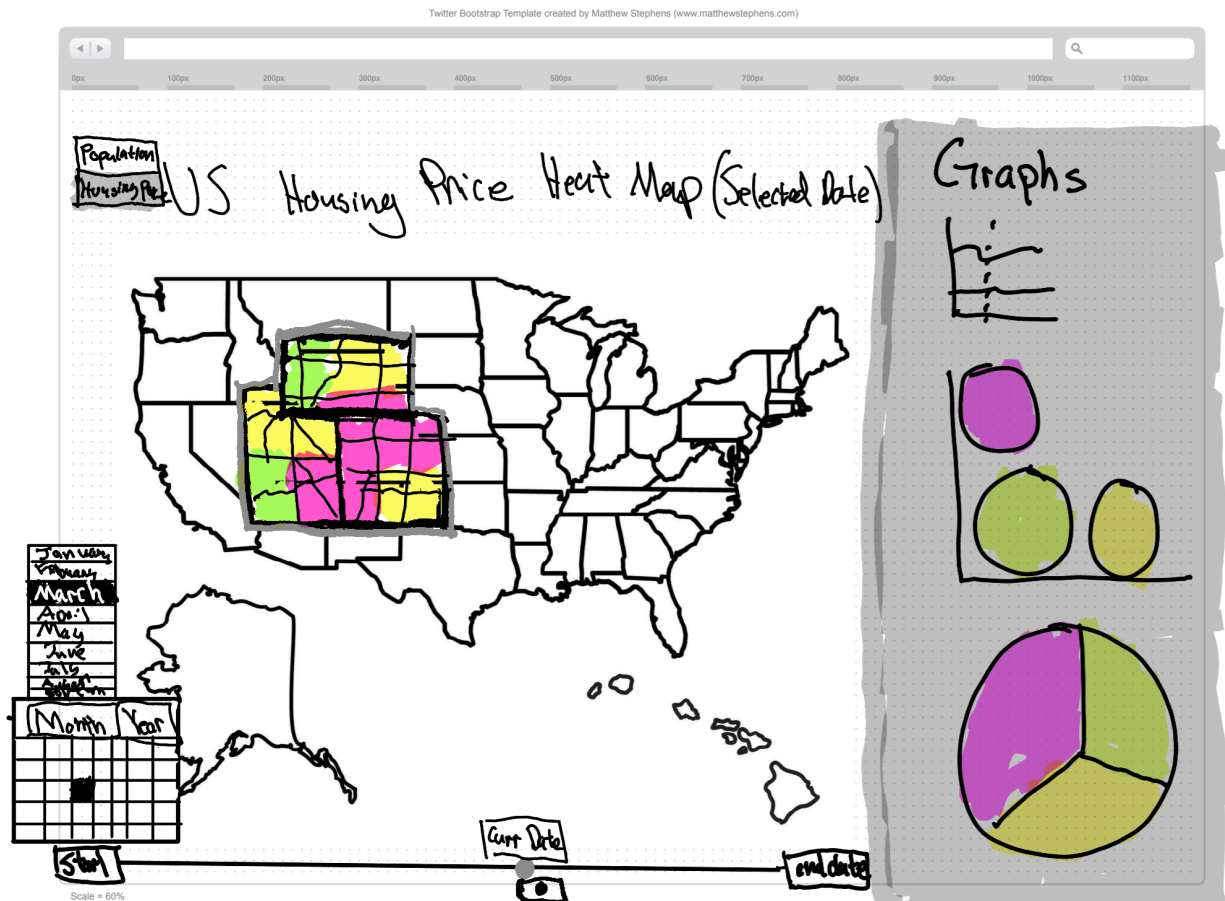 Twitter Bootstrap Template created by Matthew Stephens (www.matthewstephens.com)
0px 100px 200px 300px 400px 500px 600px 700px 800px 900px 1000px 1100px
Population
Housing
US Housing Price Heat Map (Selected Date)
Graphs
January
March
April
May
June
July
Month Year
Start
Curr Date
end date
Scale = 60%